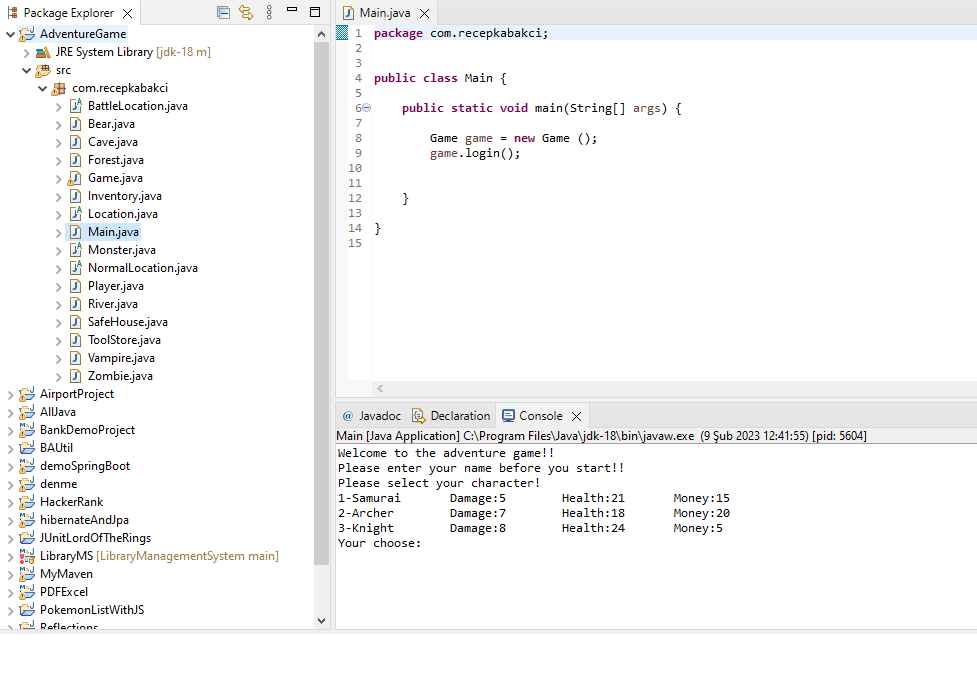 Package Explorer
AdventureGame
JRE System Library [jdk-18 m]
src
com.recepkabakci
BattleLocation.java
Bear.java
Cave.java
Forest.java
Game.java
Inventory.java
Location.java
Main.java
Monster.java
NormalLocation.java
Player.java
River.java
SafeHouse.java
ToolStore.java
Vampire.java
Zombie.java
AirportProject
AllJava
BankDemoProject
BAUtil
demoSpringBoot
denme
HackerRank
hibernateAndJpa
JUnitLordOfTheRings
LibraryMS [LibraryManagementSystem main]
MyMaven
PDFExcel
PokemonListWithJS
Reflections
Main.java
1 package com.recepkabakci;
2
3
4 public class Main {
5
6 public static void main(String[] args) {
7
8 Game game = new Game ();
9 game.login();
10
11
12 }
13
14 }
15
@ Javadoc Declaration Console
Main [Java Application] C:\Program Files\Java\jdk-18\bin\javaw.exe (9 Şub 2023 12:41:55) [pid: 5604]
Welcome to the adventure game!!
Please enter your name before you start!!
Please select your character!
1-Samurai Damage:5 Health:21 Money:15
2-Archer Damage:7 Health:18 Money:20
3-Knight Damage:8 Health:24 Money:5
Your choose: